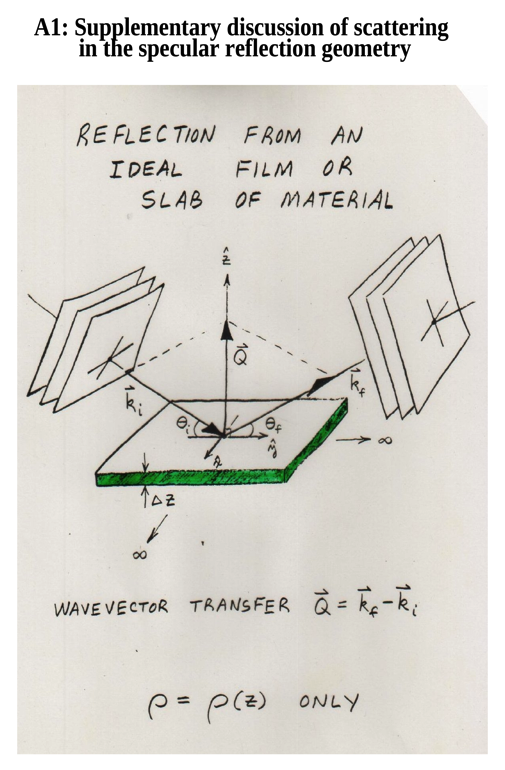 A1: Supplementary discussion of scattering
in the specular reflection geometry
REFLECTION FROM AN
IDEAL FILM OR
SLAB OF MATERIAL
ẑ
Q⃗
k⃗i
k⃗f
θi
θf
ŷ
x̂
→ ∞
Δz
∞
WAVEVECTOR TRANSFER Q⃗ = k⃗f - k⃗i
ρ = ρ(z) ONLY